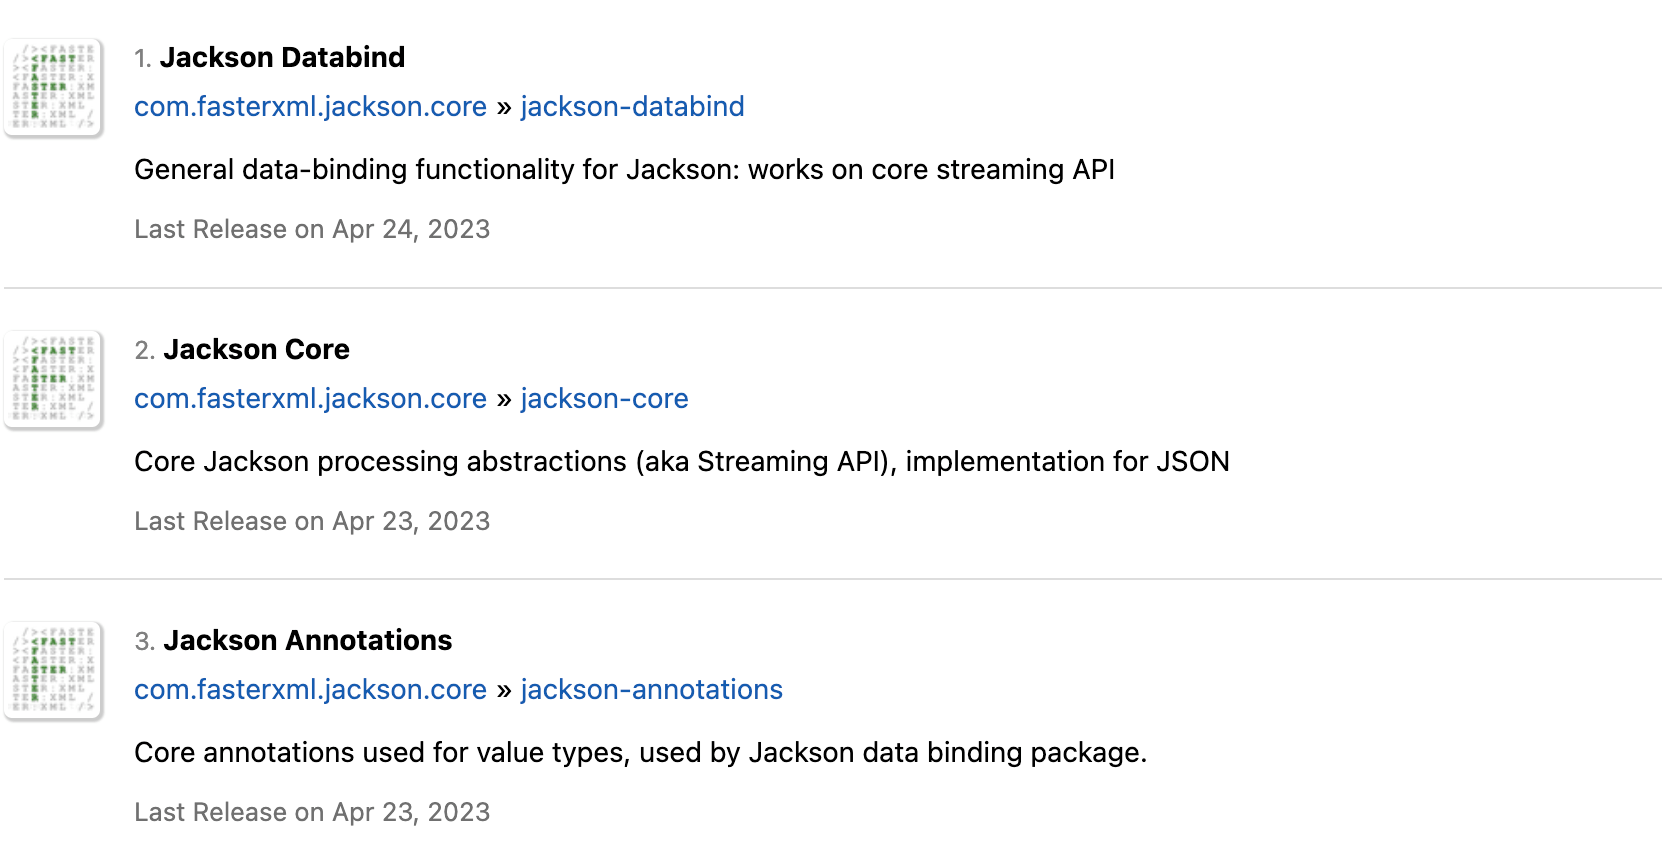 1. Jackson Databind
com.fasterxml.jackson.core » jackson-databind
General data-binding functionality for Jackson: works on core streaming API
Last Release on Apr 24, 2023
2. Jackson Core
com.fasterxml.jackson.core » jackson-core
Core Jackson processing abstractions (aka Streaming API), implementation for JSON
Last Release on Apr 23, 2023
3. Jackson Annotations
com.fasterxml.jackson.core » jackson-annotations
Core annotations used for value types, used by Jackson data binding package.
Last Release on Apr 23, 2023